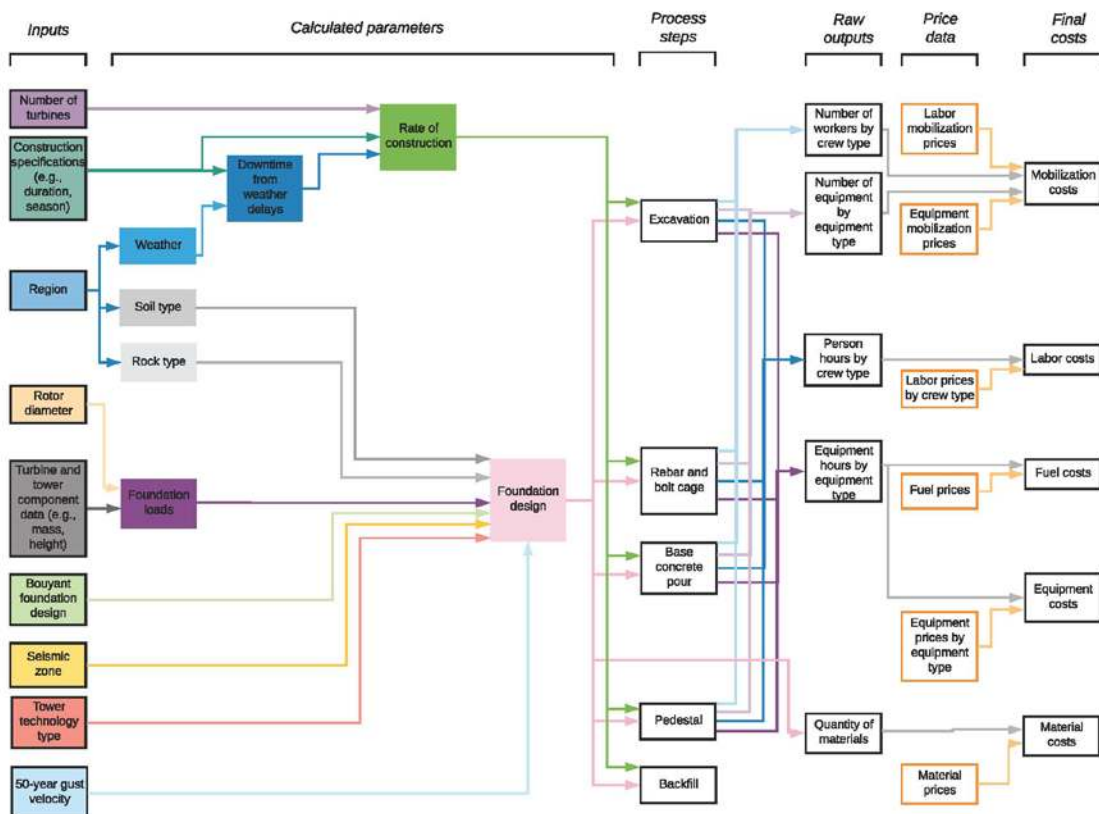 Inputs
Calculated parameters
Process
steps
Raw
outputs
Price
data
Final
costs
Number of
turbines
Construction
specifications
(e.g.,
duration,
season)
Region
Rotor
diameter
Turbine and
tower
component
data (e.g.,
mass,
height)
Bouyant
foundation
design
Seismic
zone
Tower
technology
type
50-year gust
velocity
Downtime
from
weather
delays
Weather
Soil type
Rock type
Foundation
loads
Rate of
construction
Foundation
design
Excavation
Rebar and
bolt cage
Base
concrete
pour
Pedestal
Backfill
Number of
workers by
crew type
Number of
equipment
by
equipment
type
Person
hours by
crew type
Equipment
hours by
equipment
type
Quantity of
materials
Labor
mobilization
prices
Equipment
mobilization
prices
Labor prices
by crew type
Fuel prices
Equipment
prices by
equipment
type
Material
prices
Mobilization
costs
Labor costs
Fuel costs
Equipment
costs
Material
costs